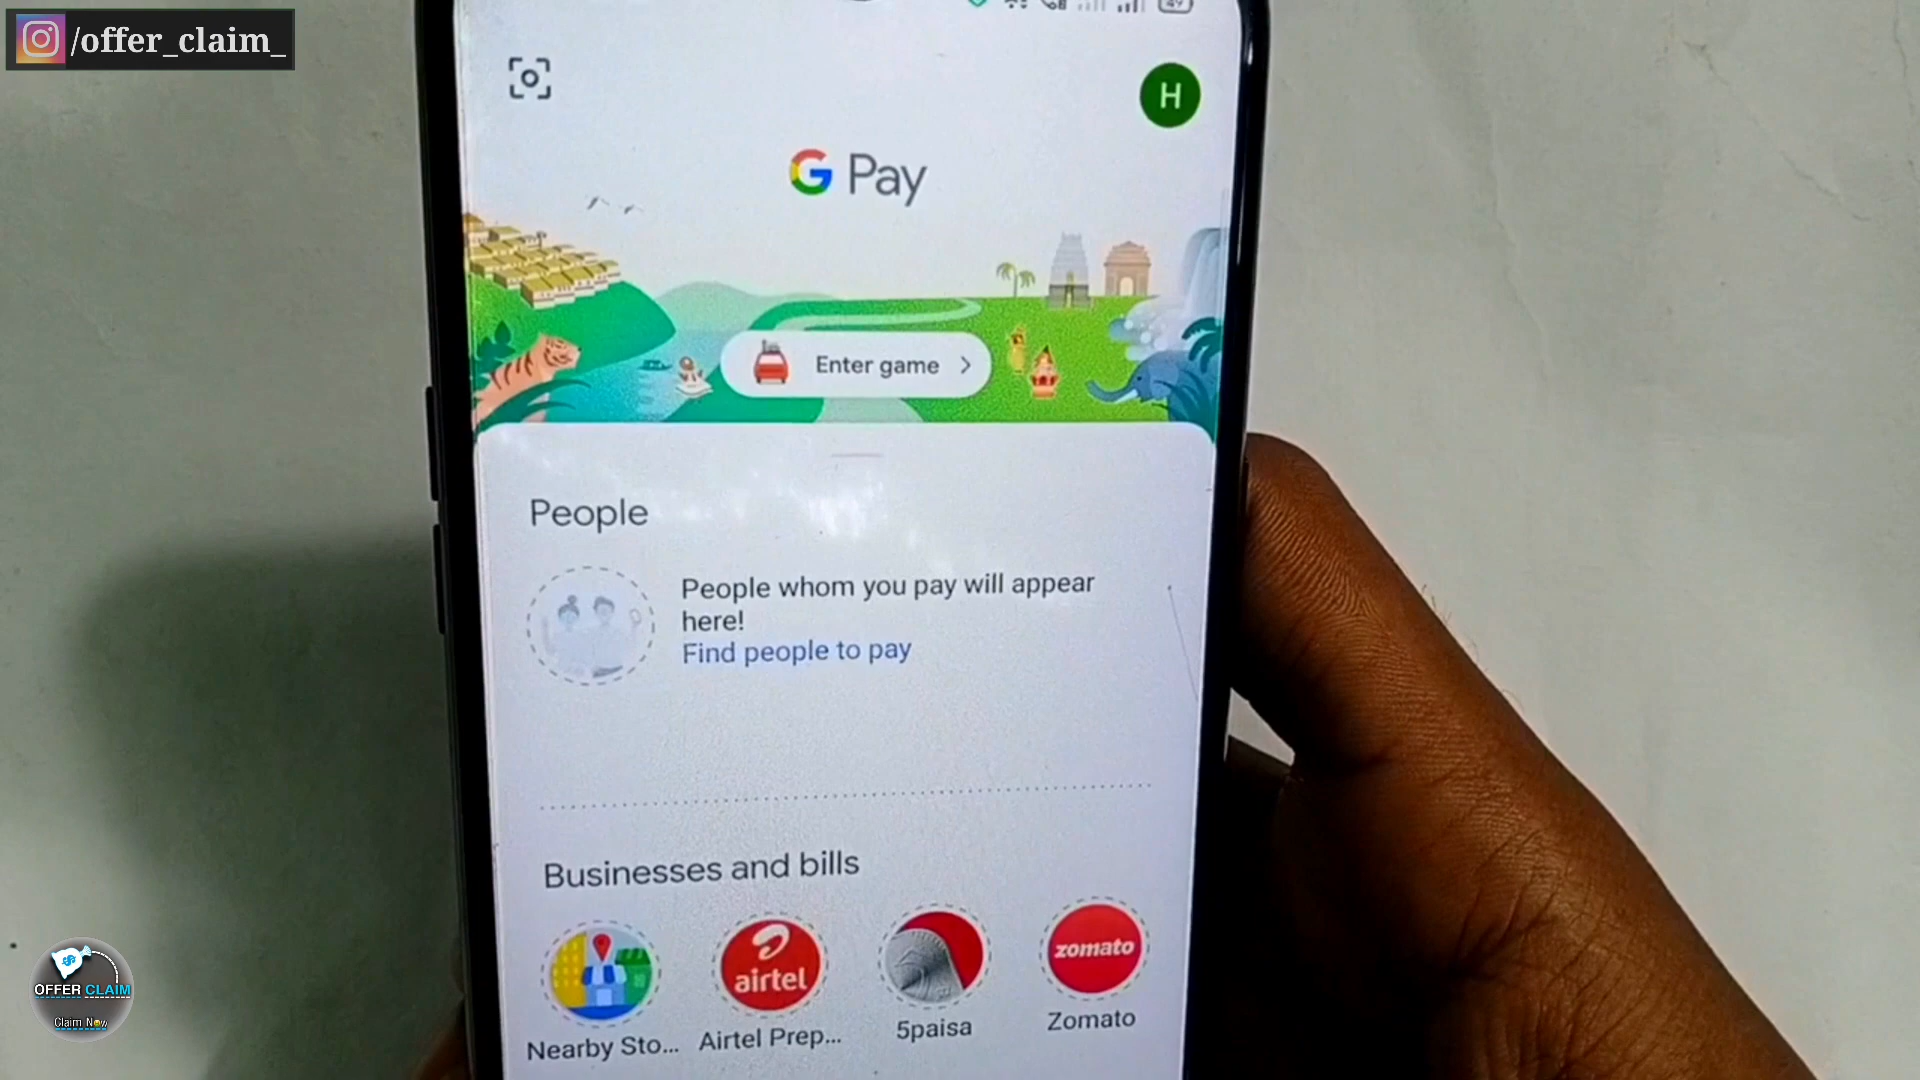 /offer_claim_
49
H
G Pay
Enter game
People
People whom you pay will appear
here!
Find people to pay
Businesses and bills
airtel
zomato
Nearby Sto...
Airtel Prep...
5paisa
Zomato
OFFER CLAIM
Claim Now